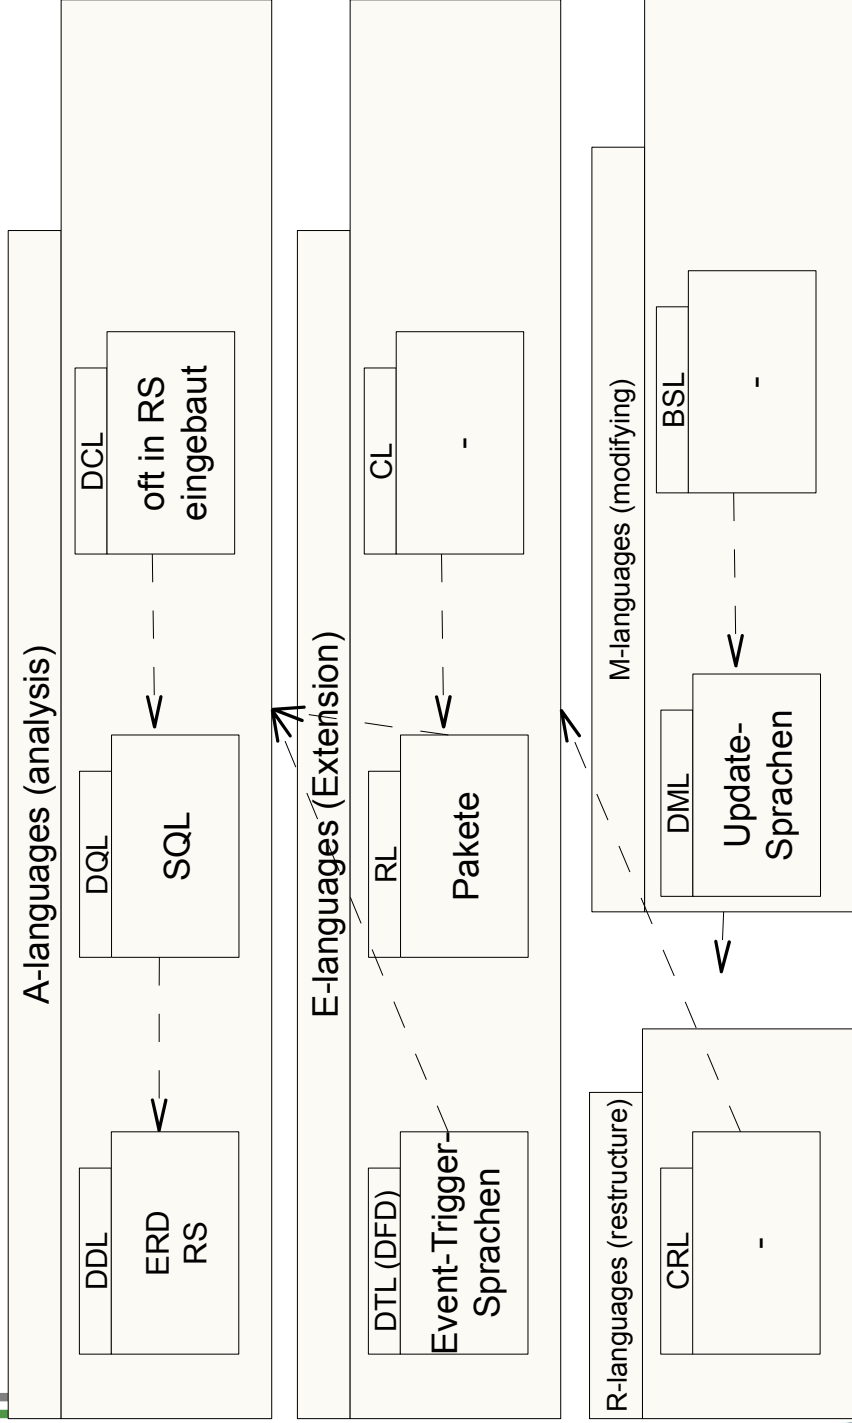 A-languages (analysis)
DDL
ERD
RS
DQL
SQL
DCL
oft in RS
eingebaut
E-languages (Extension)
DTL (DFD)
Event-Trigger-
Sprachen
RL
Pakete
CL
-
R-languages (restructure)
CRL
-
M-languages (modifying)
DML
Update-
Sprachen
BSL
-